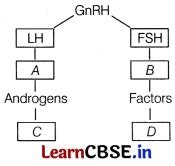 GnRH
LH FSH
A B
Androgens Factors
C D
LearnCBSE.in